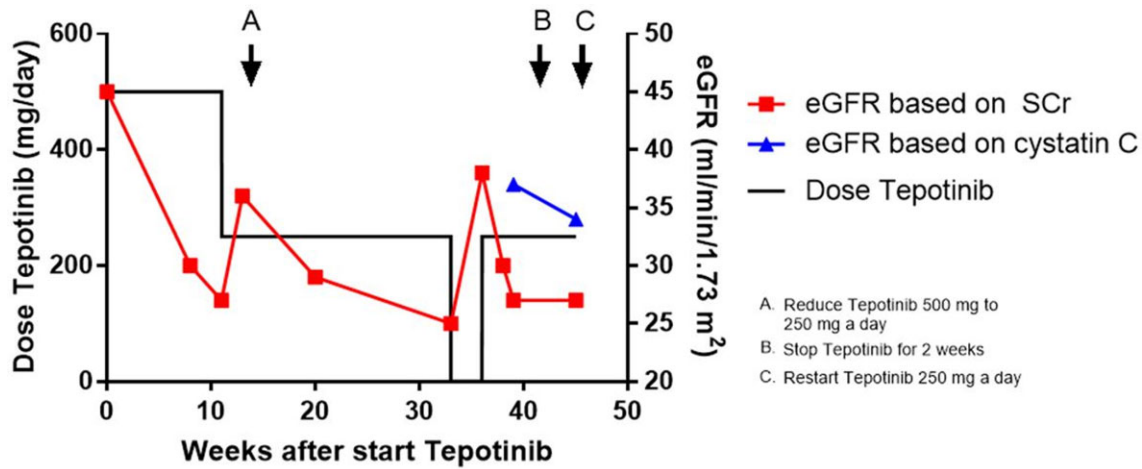 A
B
C
600
400
200
0
Dose Tepotinib (mg/day)
0
10
20
30
40
50
Weeks after start Tepotinib
50
45
40
35
30
25
20
eGFR (ml/min/1.73 m²)
eGFR based on SCr
eGFR based on cystatin C
Dose Tepotinib
A. Reduce Tepotinib 500 mg to
250 mg a day
B. Stop Tepotinib for 2 weeks
C. Restart Tepotinib 250 mg a day